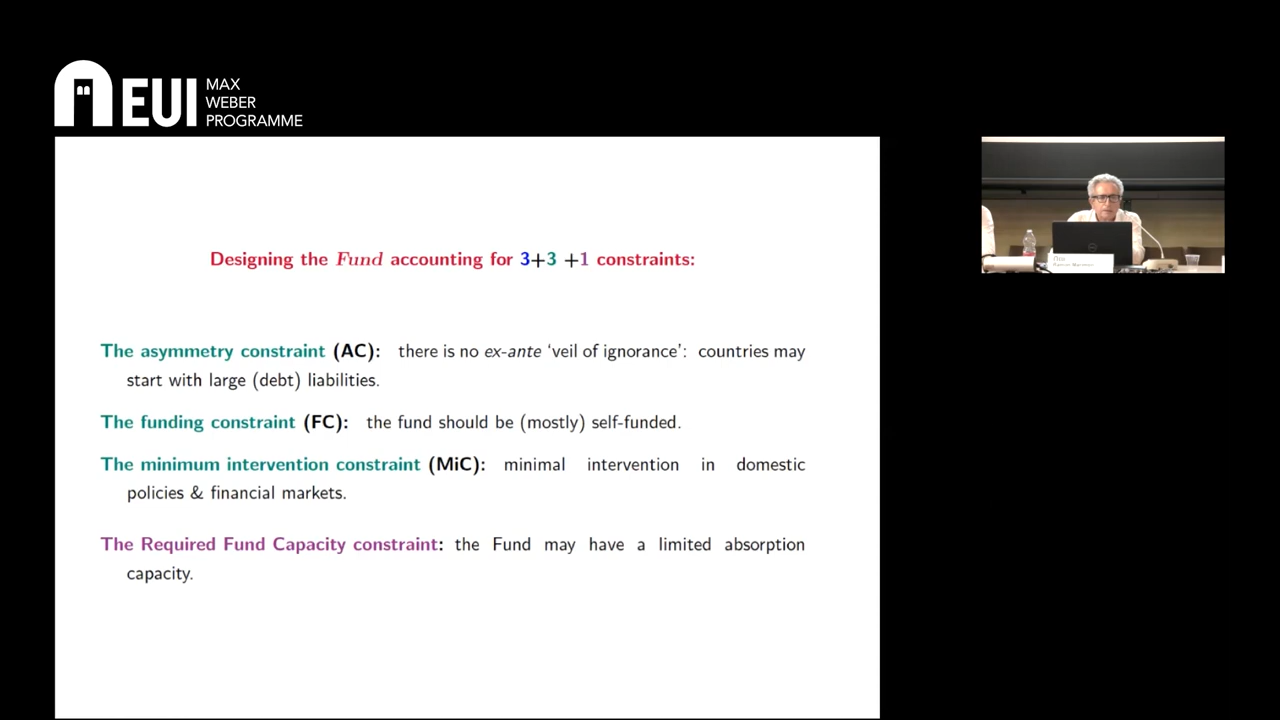 EUI
MAX
WEBER
PROGRAMME
Designing the Fund accounting for 3+3 +1 constraints:
The asymmetry constraint (AC): there is no ex-ante ‘veil of ignorance’: countries may
start with large (debt) liabilities.
The funding constraint (FC): the fund should be (mostly) self-funded.
The minimum intervention constraint (MiC): minimal intervention in domestic
policies & financial markets.
The Required Fund Capacity constraint: the Fund may have a limited absorption
capacity.